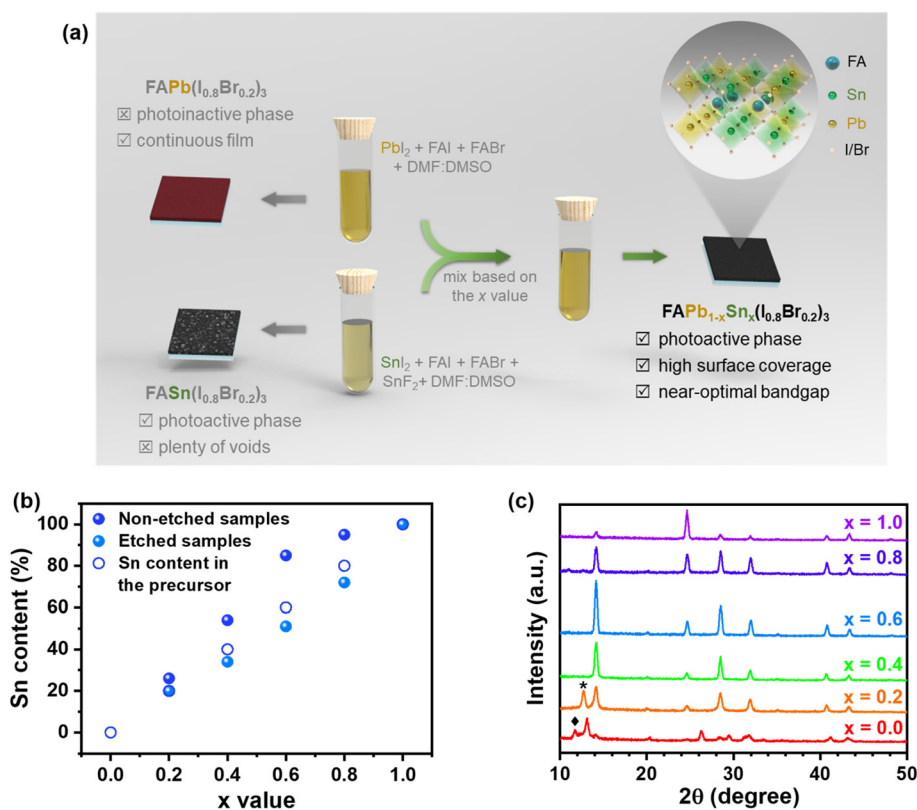 (a)
FAPb(I0.8Br0.2)3
☒ photoinactive phase
☑ continuous film
PbI2 + FAI + FABr
+ DMF:DMSO
FA
Sn
Pb
I/Br
mix based on
the x value
FASn(I0.8Br0.2)3
☑ photoactive phase
☒ plenty of voids
SnI2 + FAI + FABr +
SnF2+ DMF:DMSO
FAPb1-xSnx(I0.8Br0.2)3
☑ photoactive phase
☑ high surface coverage
☑ near-optimal bandgap
(b)
Sn content (%)
100
80
60
40
20
0
Non-etched samples
Etched samples
Sn content in
the precursor
0.0 0.2 0.4 0.6 0.8 1.0
x value
(c)
Intensity (a.u.)
x = 1.0
x = 0.8
x = 0.6
x = 0.4
* x = 0.2
♦ x = 0.0
10 20 30 40 50
2θ (degree)